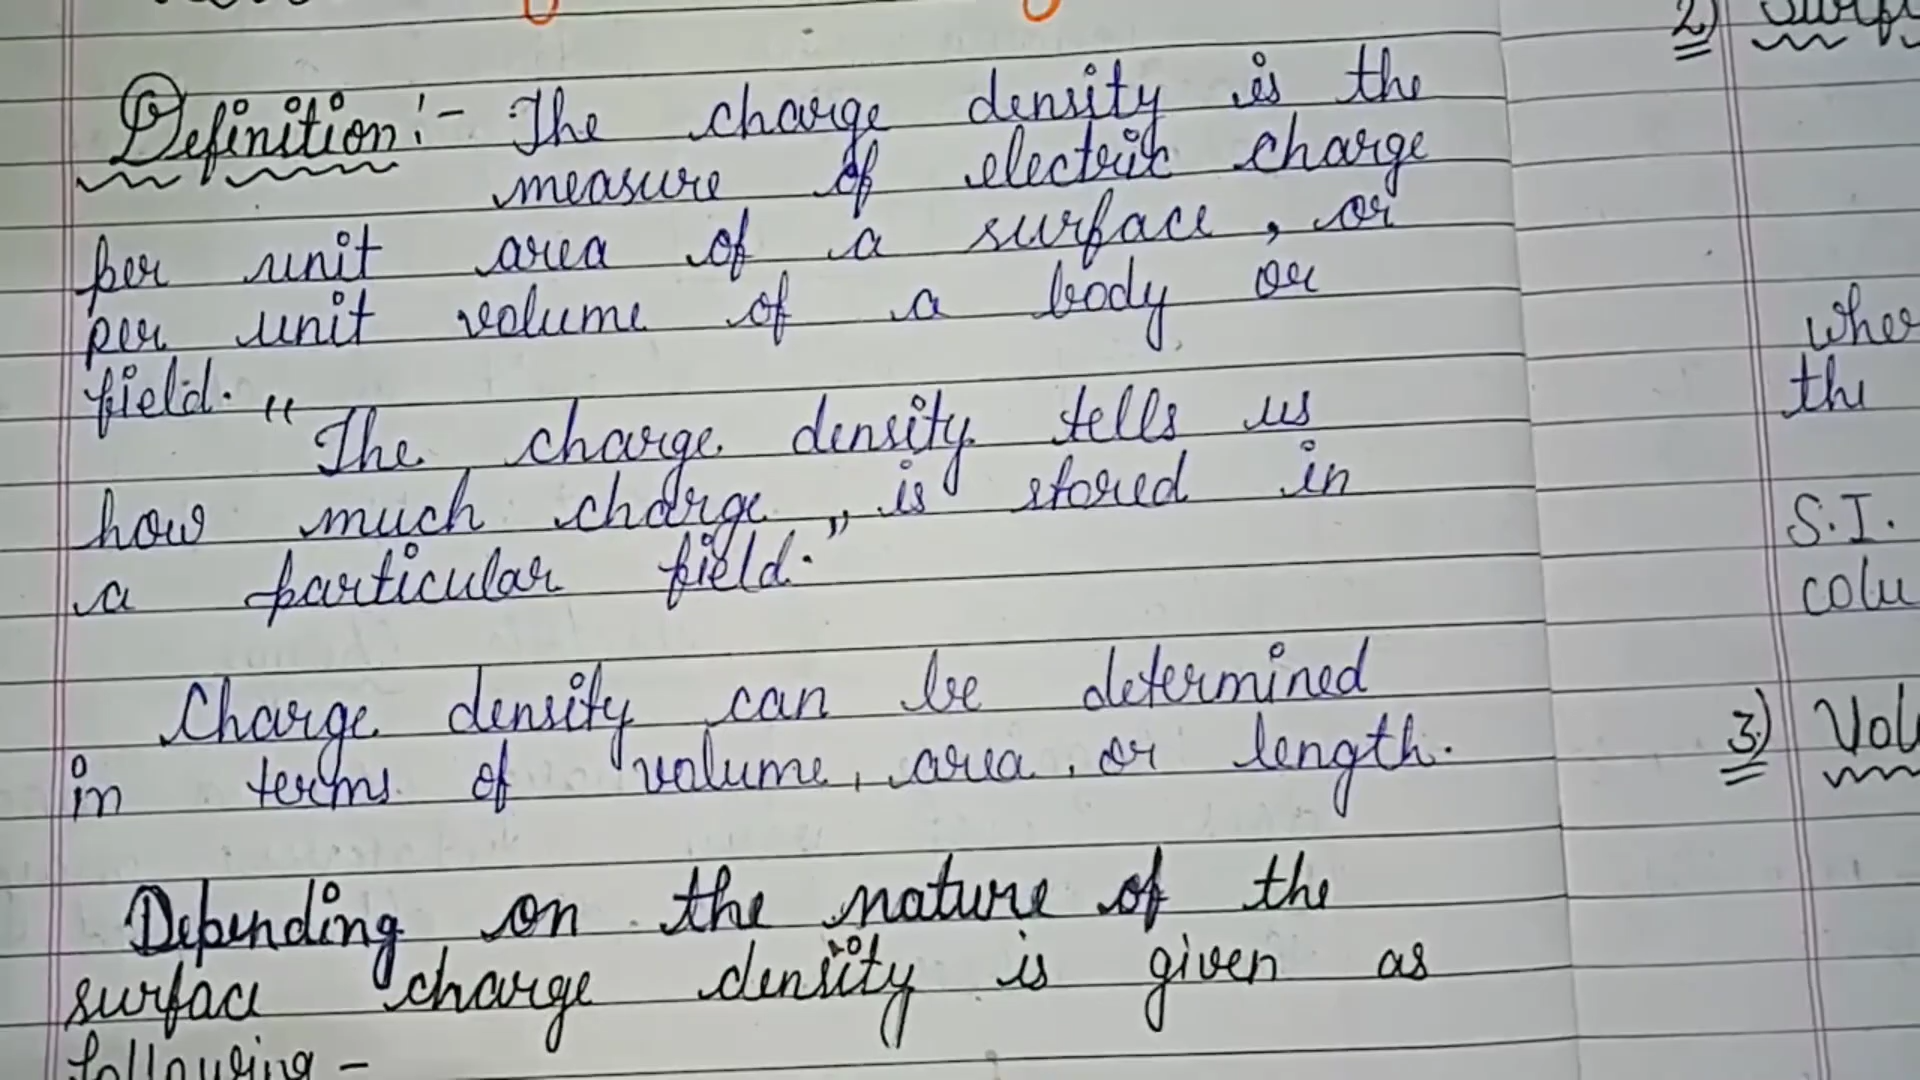 Definition:- The charge density is the
measure of electric charge
per unit area of a surface, or
per unit volume of a body or
field.
"The charge density tells us
how much charge, is stored in
a particular field."
Charge density can be determined
in terms of volume, area, or length.
Depending on the nature of the
surface charge density is given as
following -
2)
wher
the
S.I.
colu
3) Vol